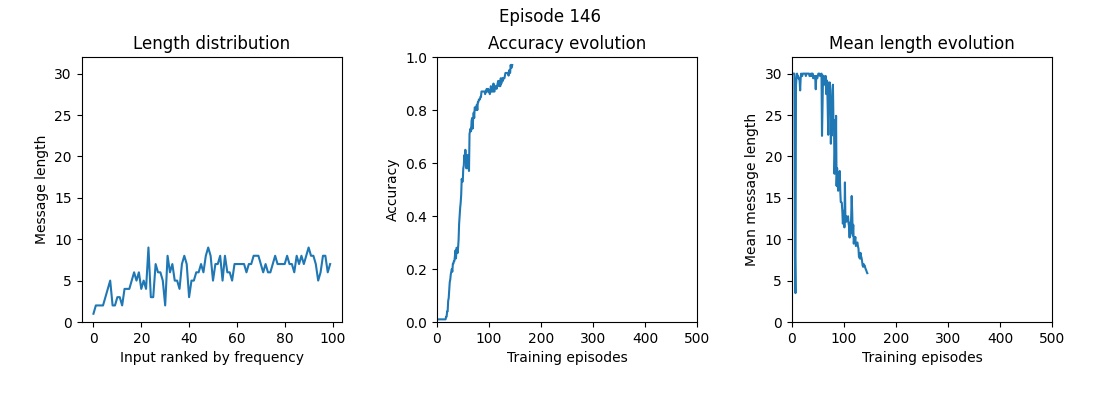 Episode 146
Length distribution
Message length
30
25
20
15
10
5
0
0 20 40 60 80 100
Input ranked by frequency
Accuracy evolution
Accuracy
1.0
0.8
0.6
0.4
0.2
0.0
0 100 200 300 400 500
Training episodes
Mean length evolution
Mean message length
30
25
20
15
10
5
0
0 100 200 300 400 500
Training episodes